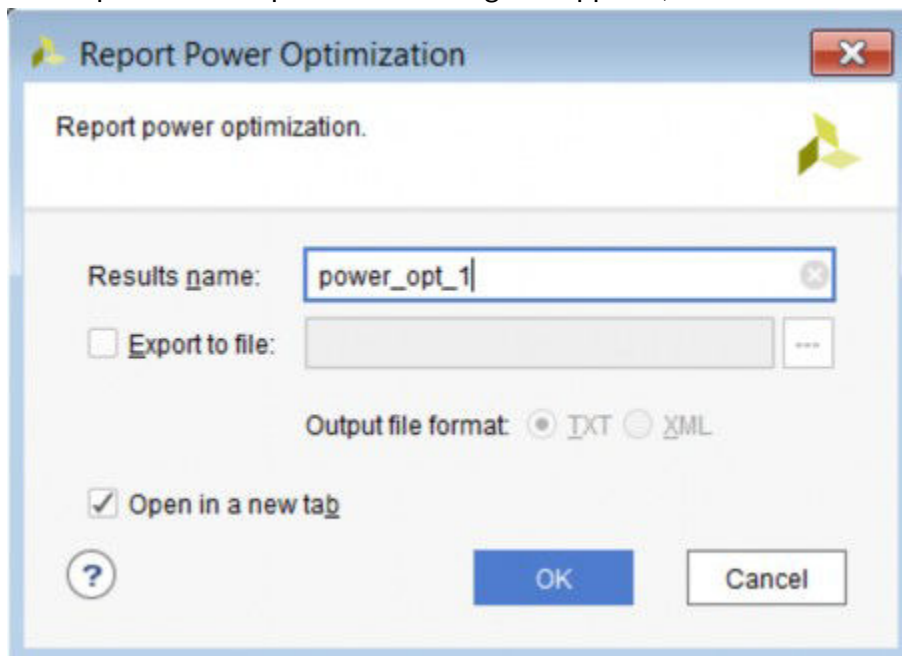 Report Power Optimization
Report power optimization.
Results name: power_opt_1
Export to file: ...
Output file format: TXT XML
Open in a new tab
?
OK Cancel